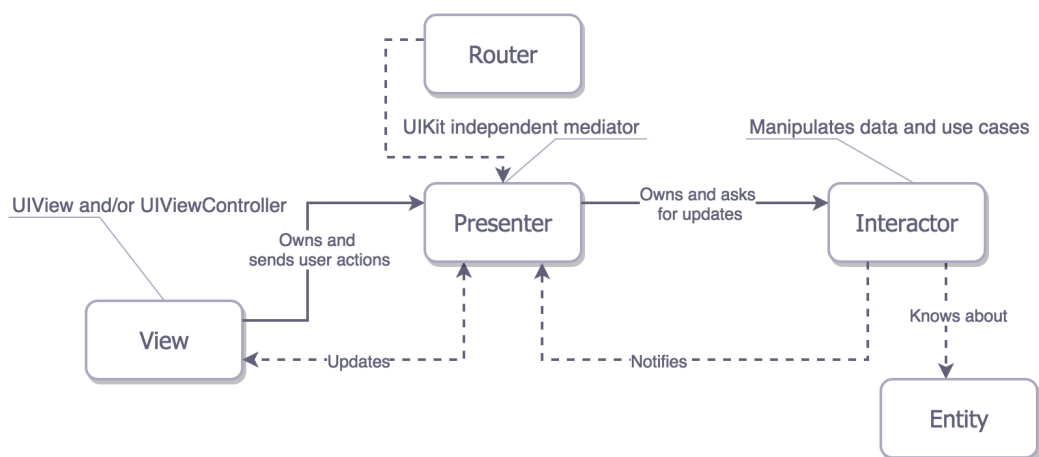 Router
UIKit independent mediator
Manipulates data and use cases
UIView and/or UIViewController
Presenter
Owns and asks
for updates
Interactor
Owns and
sends user actions
View
Updates
Notifies
Knows about
Entity